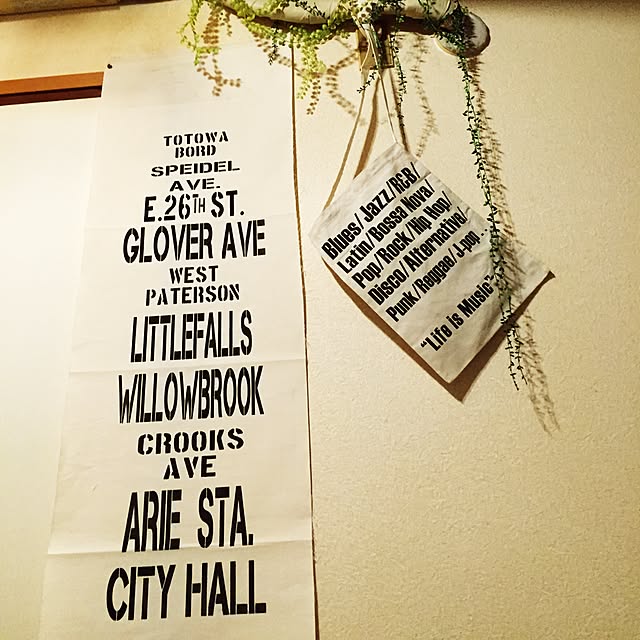 TOTOWA
BORD
SPEIDEL
AVE.
E.26TH ST.
GLOVER AVE
WEST
PATERSON
LITTLEFALLS
WILLOWBROOK
CROOKS
AVE
ARIE STA.
CITY HALL
Blues/Jazz/R&B/
Latin/Bossa Nova/
Pop/Rock/Hip Hop/
Disco/Alternative/
Punk/Reggae/J.pop...
"Life is Music"